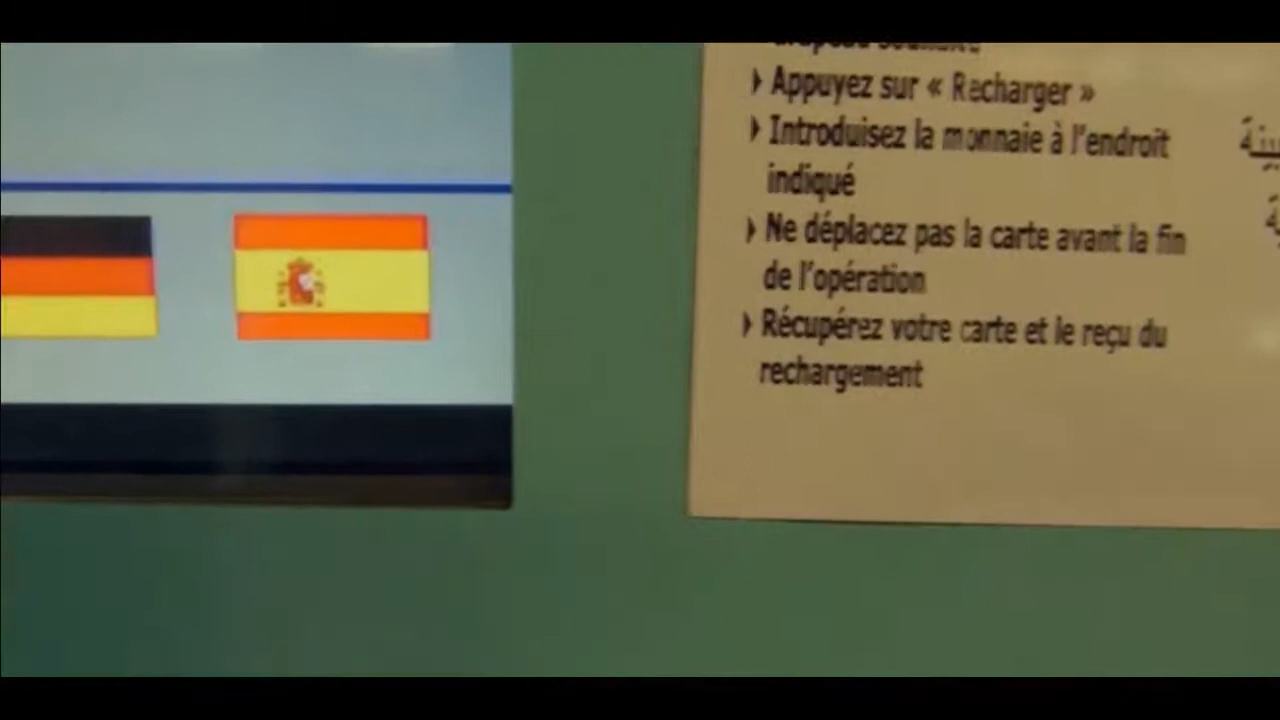 ▶ Appuyez sur « Recharger »
▶ Introduisez la monnaie à l'endroit
indiqué
▶ Ne déplacez pas la carte avant la fin
de l'opération
▶ Récupérez votre carte et le reçu du
rechargement